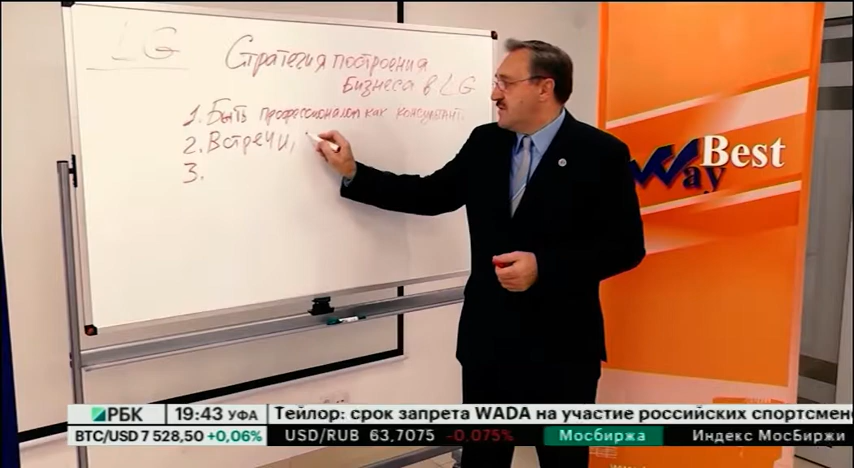 LG
Стратегия построения
Бизнеса в LG
1. Быть профессионалом как консультант.
2. Встречи,
3.
Best
Way
РБК 19:43 УФА Тейлор: срок запрета WADA на участие российских спортсмен
BTC/USD 7 528,50 +0,06% USD/RUB 63,7075 -0,075% Мосбиржа Индекс Мосбиржи